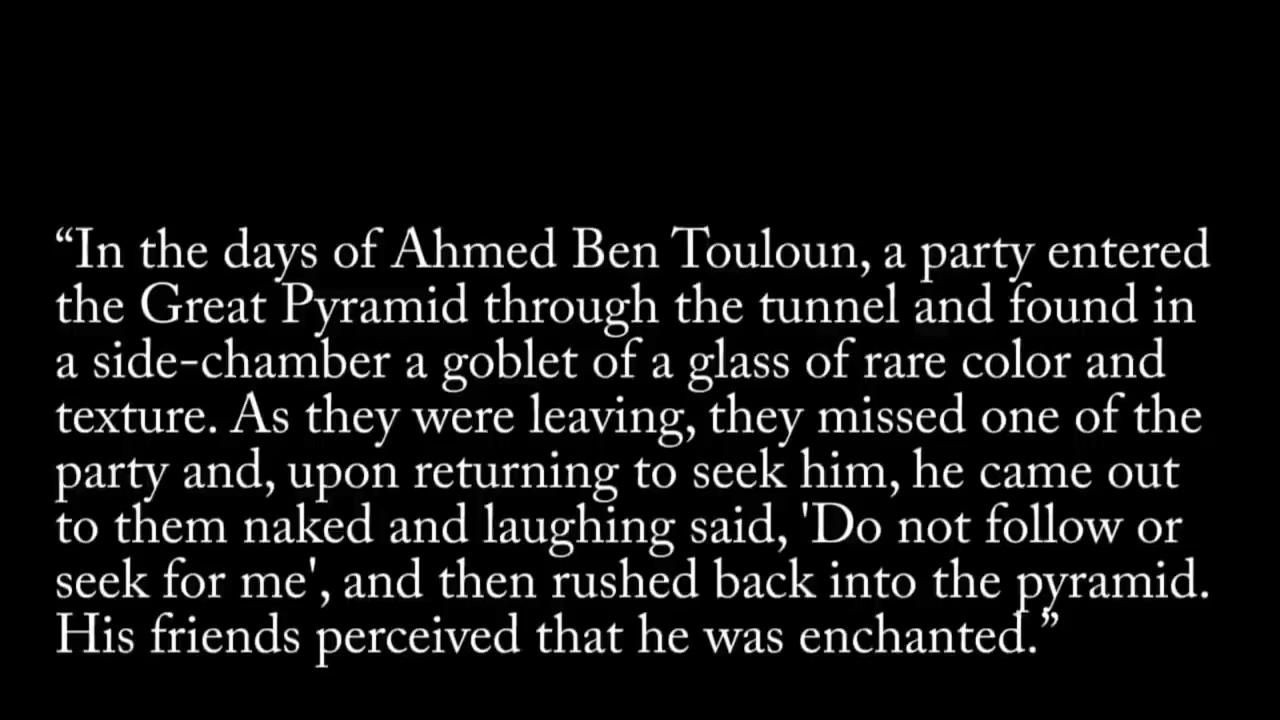 “In the days of Ahmed Ben Touloun, a party entered
the Great Pyramid through the tunnel and found in
a side-chamber a goblet of a glass of rare color and
texture. As they were leaving, they missed one of the
party and, upon returning to seek him, he came out
to them naked and laughing said, 'Do not follow or
seek for me', and then rushed back into the pyramid.
His friends perceived that he was enchanted.”